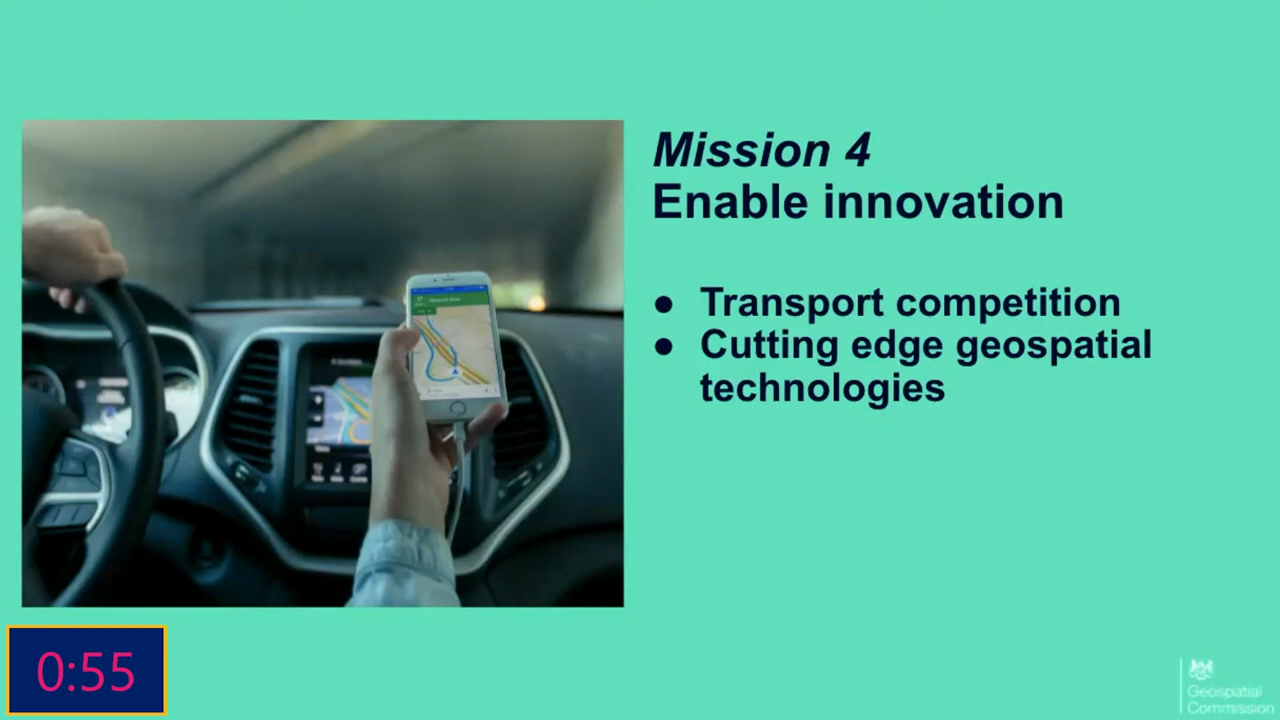 Mission 4
Enable innovation
● Transport competition
● Cutting edge geospatial
technologies
0:55
Geospatial
Commission